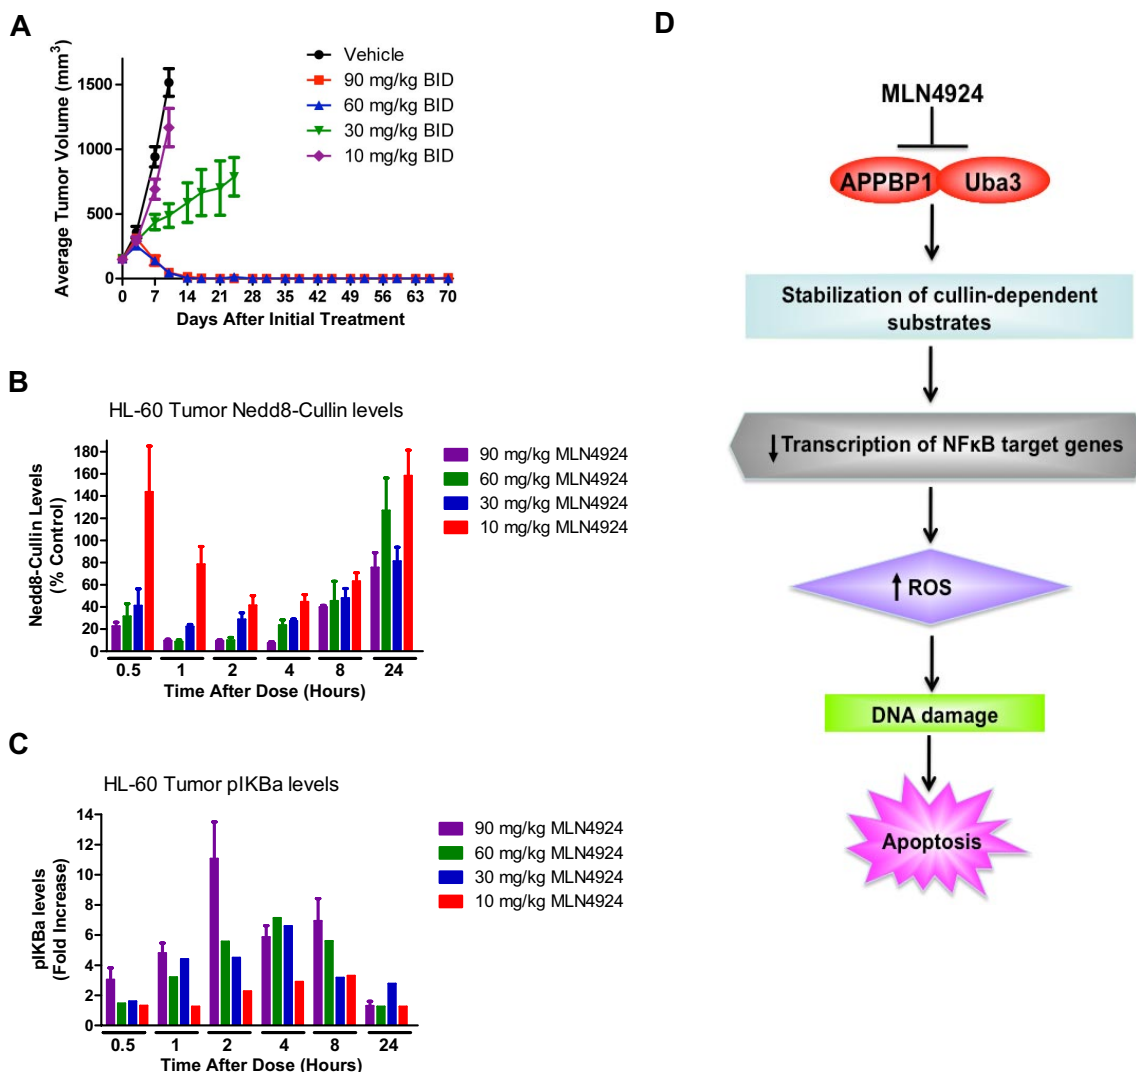 A
Average Tumor Volume (mm³)
1500
1000
500
0
0 7 14 21 28 35 42 49 56 63 70
Days After Initial Treatment
Vehicle
90 mg/kg BID
60 mg/kg BID
30 mg/kg BID
10 mg/kg BID
B
HL-60 Tumor Nedd8-Cullin levels
Nedd8-Cullin Levels
(% Control)
180
160
140
120
100
80
60
40
20
0
0.5 1 2 4 8 24
Time After Dose (Hours)
90 mg/kg MLN4924
60 mg/kg MLN4924
30 mg/kg MLN4924
10 mg/kg MLN4924
C
HL-60 Tumor pIKBa levels
pIKBa levels
(Fold Increase)
14
12
10
8
6
4
2
0
0.5 1 2 4 8 24
Time After Dose (Hours)
90 mg/kg MLN4924
60 mg/kg MLN4924
30 mg/kg MLN4924
10 mg/kg MLN4924
D
MLN4924
APPBP1 Uba3
Stabilization of cullin-dependent
substrates
↓ Transcription of NFκB target genes
↑ ROS
DNA damage
Apoptosis